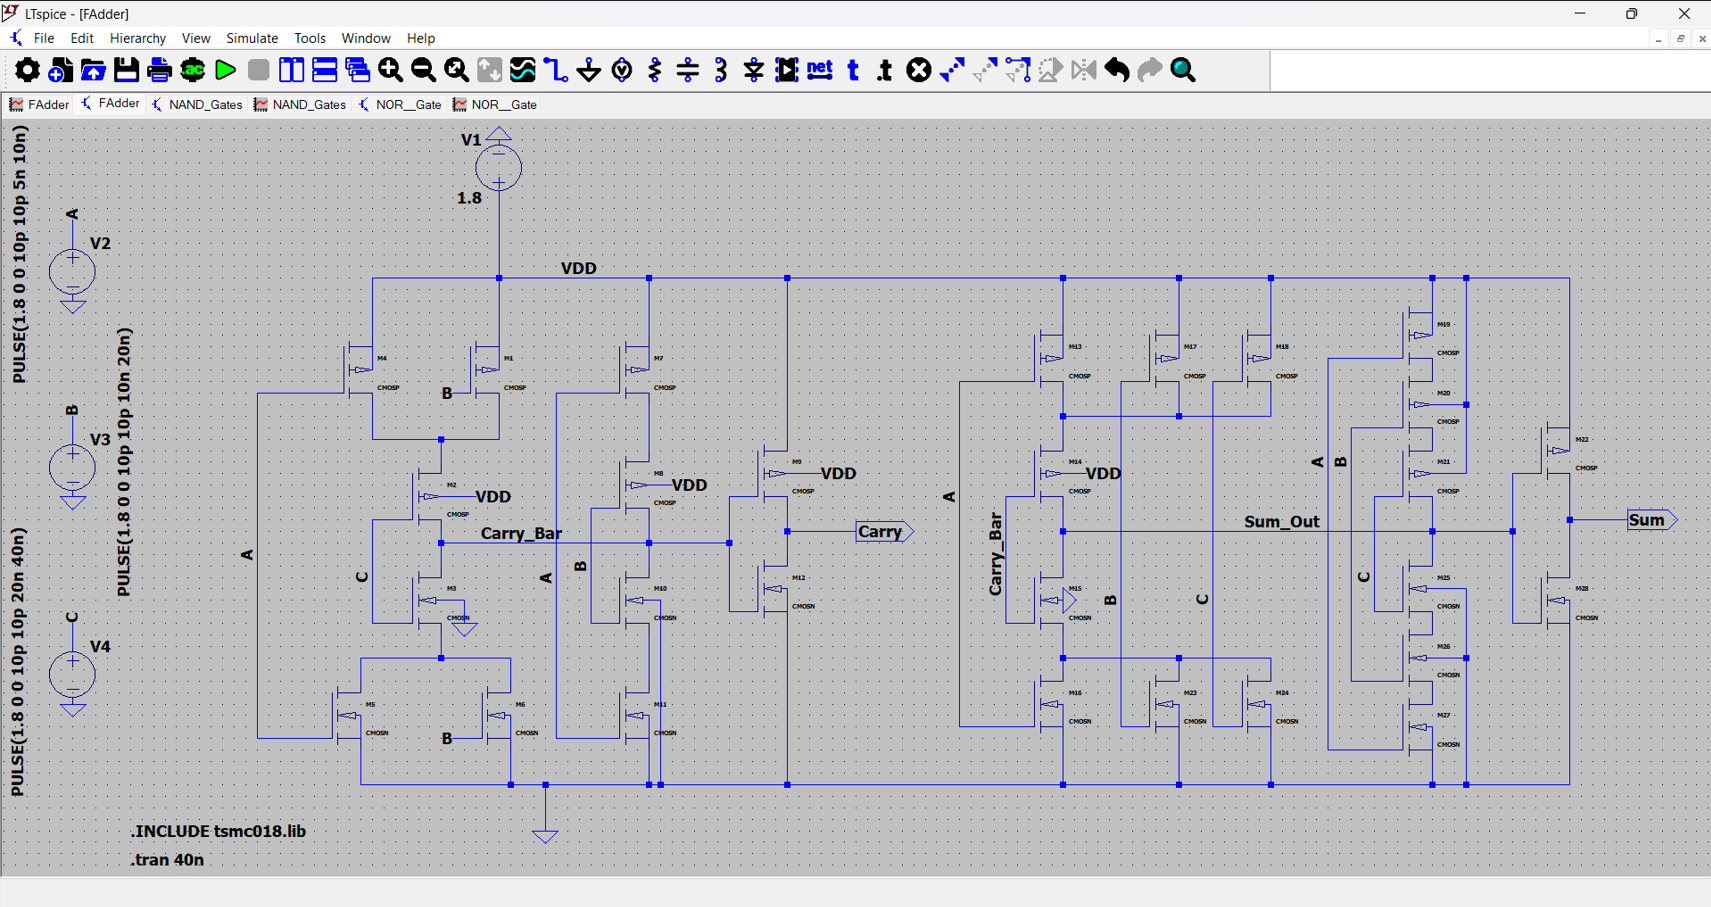 LTspice - [FAdder]
File Edit Hierarchy View Simulate Tools Window Help
.ac net t .t
FAdder FAdder NAND_Gates NAND_Gates NOR__Gate NOR__Gate
V1
1.8
VDD
PULSE(1.8 0 0 10p 10p 5n 10n)
A
V2
PULSE(1.8 0 0 10p 10p 10n 20n)
B
V3
PULSE(1.8 0 0 10p 10p 20n 40n)
C
V4
M4
CMOSP
B
M1
CMOSP
M7
CMOSP
M2
VDD
CMOSP
M8
VDD
CMOSP
M9
VDD
CMOSP
Carry_Bar
Carry
A
C
M3
CMOSN
A
B
M10
CMOSN
M12
CMOSN
M5
CMOSN
B
M6
CMOSN
M11
CMOSN
M13
CMOSP
M17
CMOSP
M18
CMOSP
A
M14
VDD
CMOSP
Carry_Bar
Sum_Out
M15
CMOSN
B
C
M16
CMOSN
M23
CMOSN
M24
CMOSN
M19
CMOSP
M20
CMOSP
A
B
M21
CMOSP
M22
CMOSP
Sum
C
M25
CMOSN
M26
CMOSN
M27
CMOSN
M28
CMOSN
.INCLUDE tsmc018.lib
.tran 40n